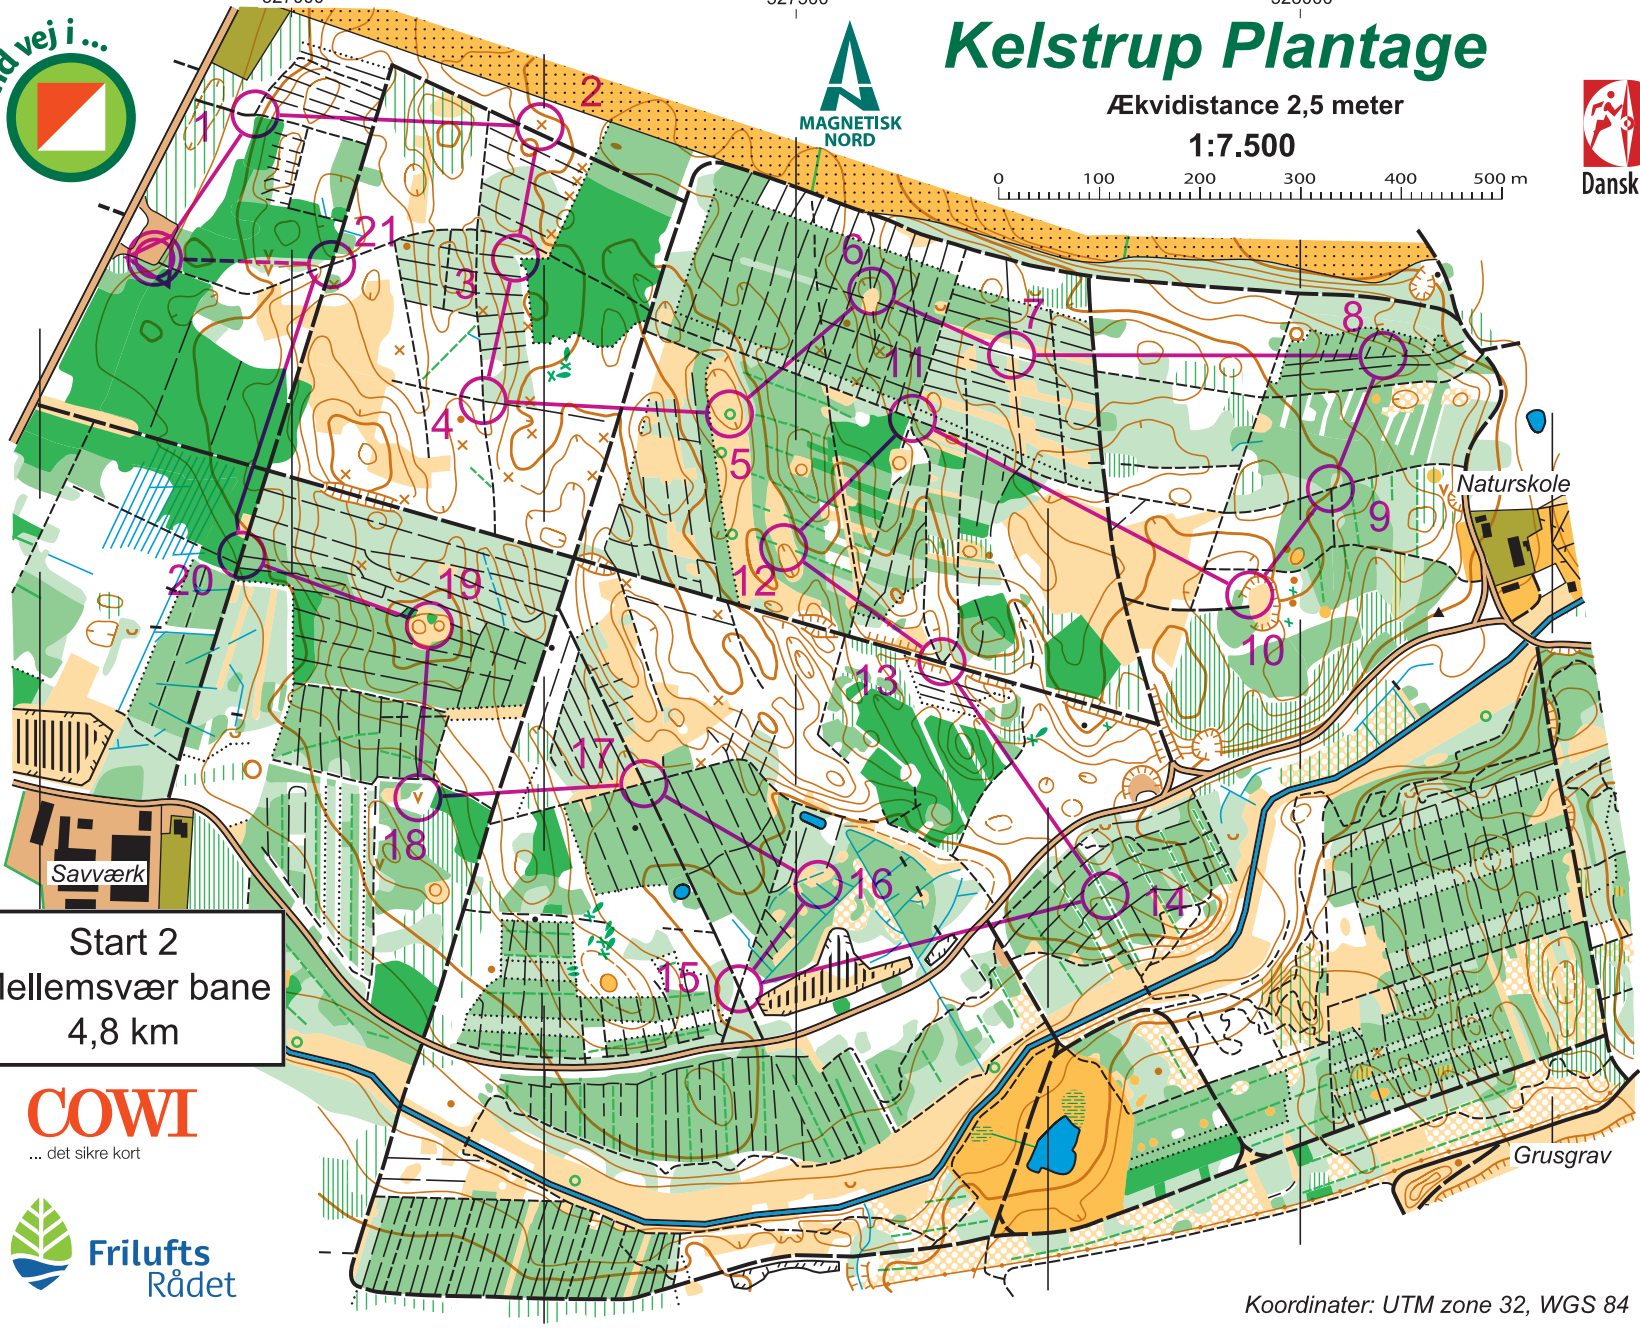 vej i ...
Kelstrup Plantage
Ækvidistance 2,5 meter
1:7.500
MAGNETISK
NORD
0 100 200 300 400 500 m
Dansk
1
2
21
3
4
5
6
7
8
11
9
Naturskole
12
10
20
19
13
17
18
16
14
15
Savværk
Start 2
ellemsvær bane
4,8 km
COWI
... det sikre kort
Frilufts
Rådet
Grusgrav
Koordinater: UTM zone 32, WGS 84